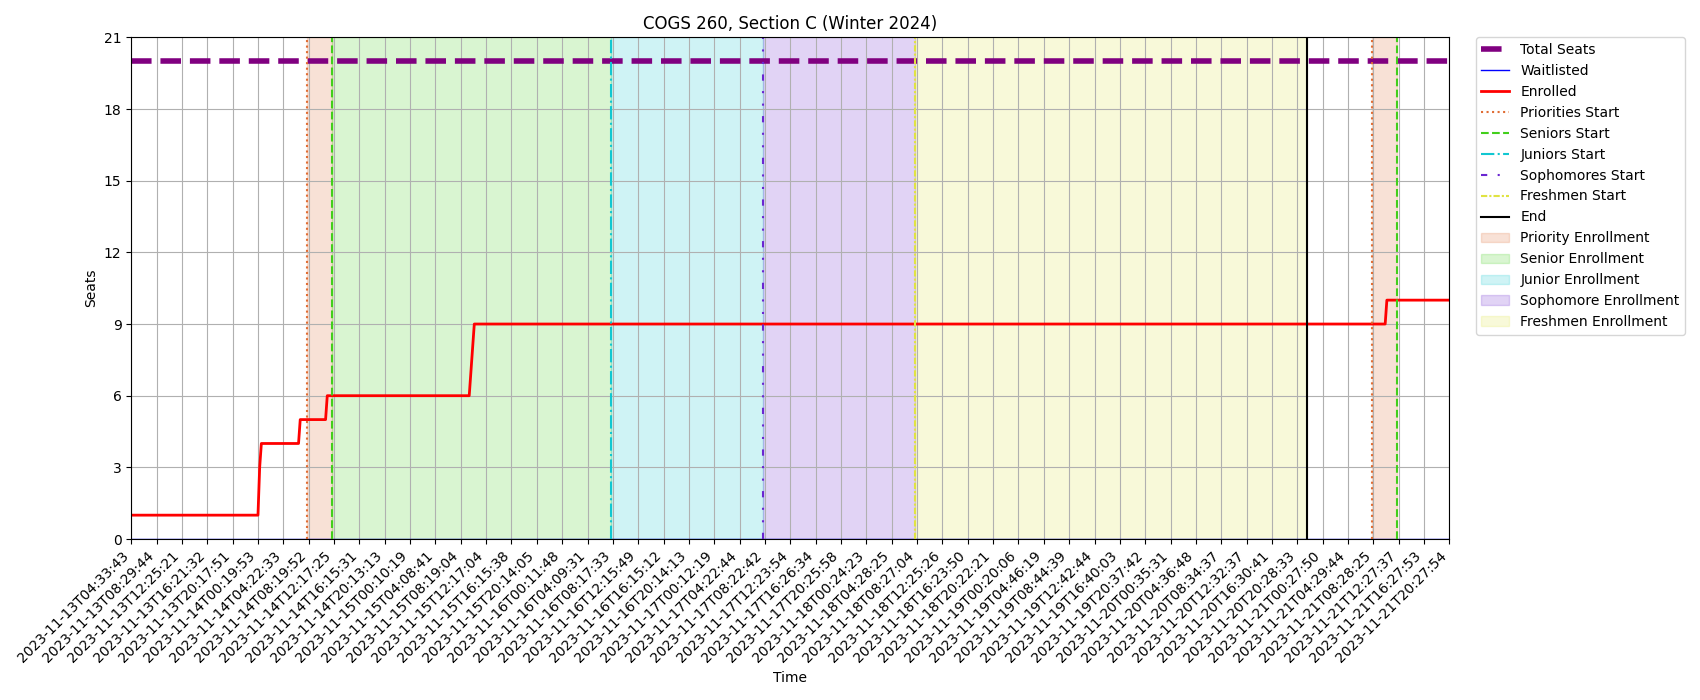 COGS 260, Section C (Winter 2024)
21
18
15
12
9
6
3
0
Seats
2023-11-13T04:33:43
2023-11-13T08:29:44
2023-11-13T12:25:21
2023-11-13T16:21:32
2023-11-13T20:17:51
2023-11-14T00:19:53
2023-11-14T04:22:33
2023-11-14T08:19:52
2023-11-14T12:17:25
2023-11-14T16:15:31
2023-11-14T20:13:13
2023-11-15T00:10:19
2023-11-15T04:08:41
2023-11-15T08:19:04
2023-11-15T12:17:04
2023-11-15T16:15:38
2023-11-15T20:14:05
2023-11-16T00:11:48
2023-11-16T04:09:31
2023-11-16T08:17:33
2023-11-16T12:15:49
2023-11-16T16:15:12
2023-11-16T20:14:13
2023-11-17T00:12:19
2023-11-17T04:22:44
2023-11-17T08:22:42
2023-11-17T12:23:54
2023-11-17T16:26:34
2023-11-17T20:25:58
2023-11-18T00:24:23
2023-11-18T04:28:25
2023-11-18T08:27:04
2023-11-18T12:25:26
2023-11-18T16:23:50
2023-11-18T20:22:21
2023-11-19T00:20:06
2023-11-19T04:46:19
2023-11-19T08:44:39
2023-11-19T12:42:44
2023-11-19T16:40:03
2023-11-19T20:37:42
2023-11-20T00:35:31
2023-11-20T04:36:48
2023-11-20T08:34:37
2023-11-20T12:32:37
2023-11-20T16:30:41
2023-11-20T20:28:33
2023-11-21T00:27:50
2023-11-21T04:29:44
2023-11-21T08:28:25
2023-11-21T12:27:37
2023-11-21T16:27:53
2023-11-21T20:27:54
Time
Total Seats
Waitlisted
Enrolled
Priorities Start
Seniors Start
Juniors Start
Sophomores Start
Freshmen Start
End
Priority Enrollment
Senior Enrollment
Junior Enrollment
Sophomore Enrollment
Freshmen Enrollment